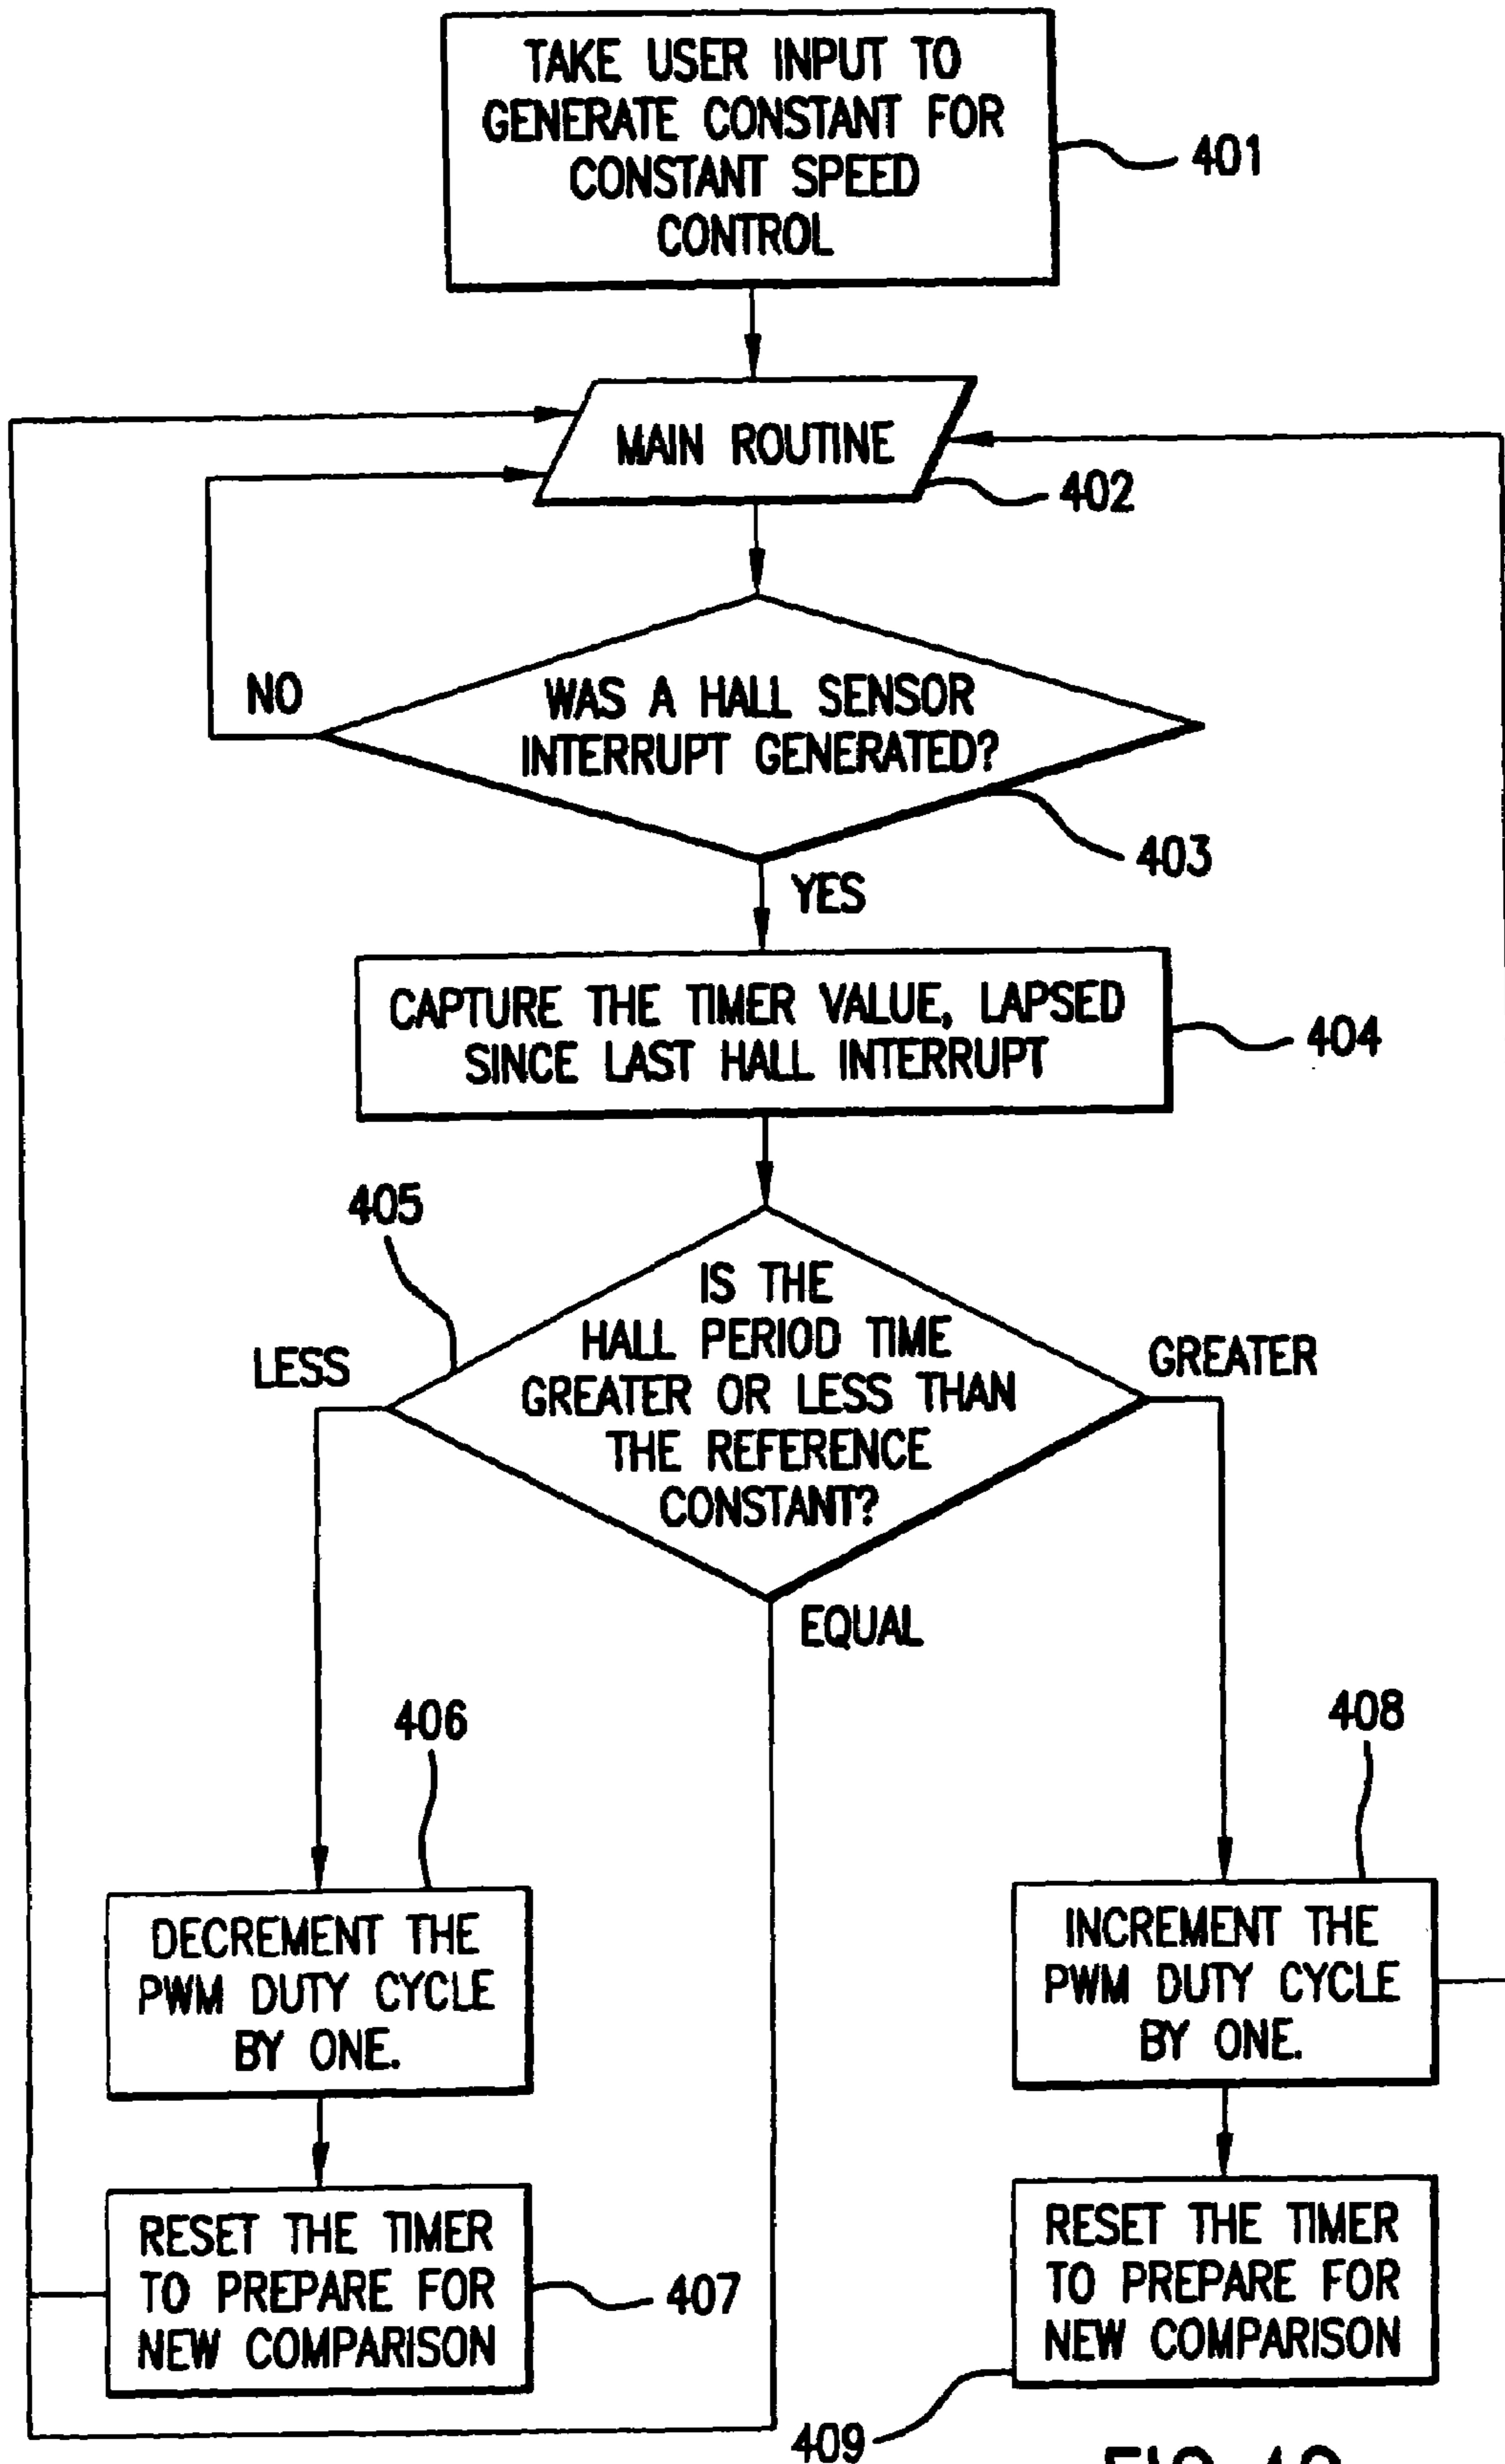 TAKE USER INPUT TO
GENERATE CONSTANT FOR
CONSTANT SPEED
CONTROL
401
MAIN ROUTINE
402
NO
WAS A HALL SENSOR
INTERRUPT GENERATED?
403
YES
CAPTURE THE TIMER VALUE, LAPSED
SINCE LAST HALL INTERRUPT
404
405
IS THE
HALL PERIOD TIME
GREATER OR LESS THAN
THE REFERENCE
CONSTANT?
LESS
GREATER
EQUAL
406
408
DECREMENT THE
PWM DUTY CYCLE
BY ONE.
INCREMENT THE
PWM DUTY CYCLE
BY ONE.
RESET THE TIMER
TO PREPARE FOR
NEW COMPARISON
407
RESET THE TIMER
TO PREPARE FOR
NEW COMPARISON
409